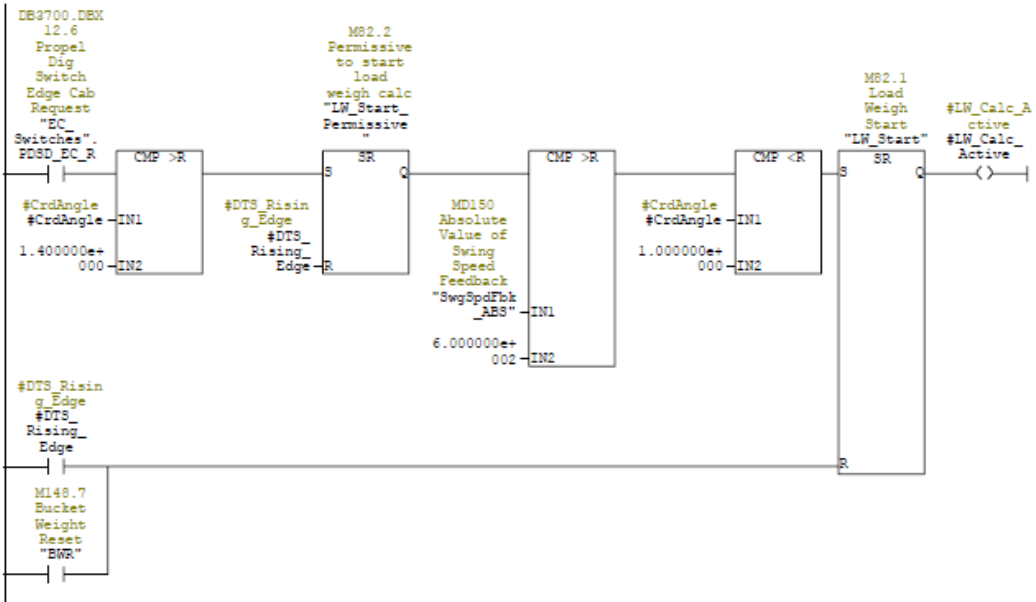 DB3700.DBX
12.6
Propel
Dig
Switch
Edge Cab
Request
"EC_
Switches".
PDSD_EC_R
CMP >R
#CrdAngle
#CrdAngle
IN1
1.400000e+
000
IN2
M82.2
Permissive
to start
load
weigh calc
"LW_Start_
Permissive
"
SR
S
Q
#DTS_Risin
g_Edge
#DTS_
Rising_
Edge
R
CMP >R
MD150
Absolute
Value of
Swing
Speed
Feedback
"SwgSpdFbk
_ABS"
IN1
6.000000e+
002
IN2
CMP <R
#CrdAngle
#CrdAngle
IN1
1.000000e+
000
IN2
M82.1
Load
Weigh
Start
"LW_Start"
SR
S
Q
#LW_Calc_A
ctive
#LW_Calc_
Active
#DTS_Risin
g_Edge
#DTS_
Rising_
Edge
R
M148.7
Bucket
Weight
Reset
"BWR"